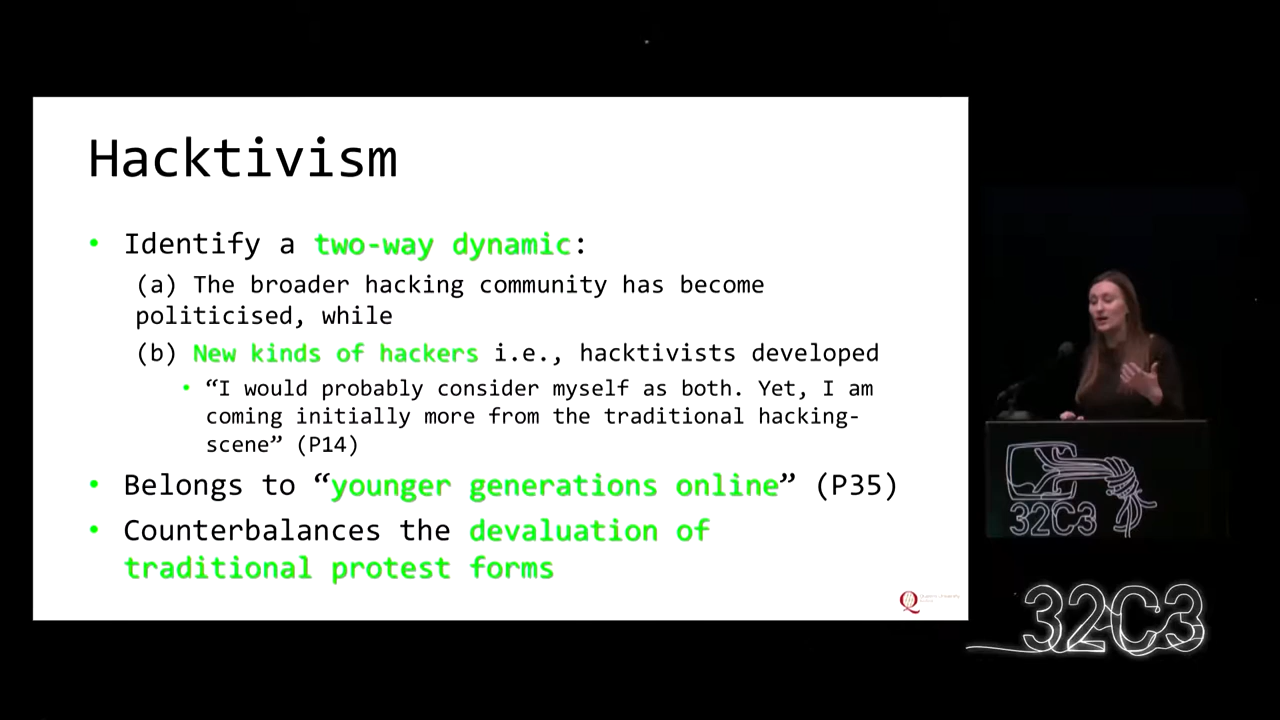 Hacktivism
• Identify a two-way dynamic:
(a) The broader hacking community has become
politicised, while
(b) New kinds of hackers i.e., hacktivists developed
• “I would probably consider myself as both. Yet, I am
coming initially more from the traditional hacking-
scene” (P14)
• Belongs to “younger generations online” (P35)
• Counterbalances the devaluation of
traditional protest forms
32C3
32C3